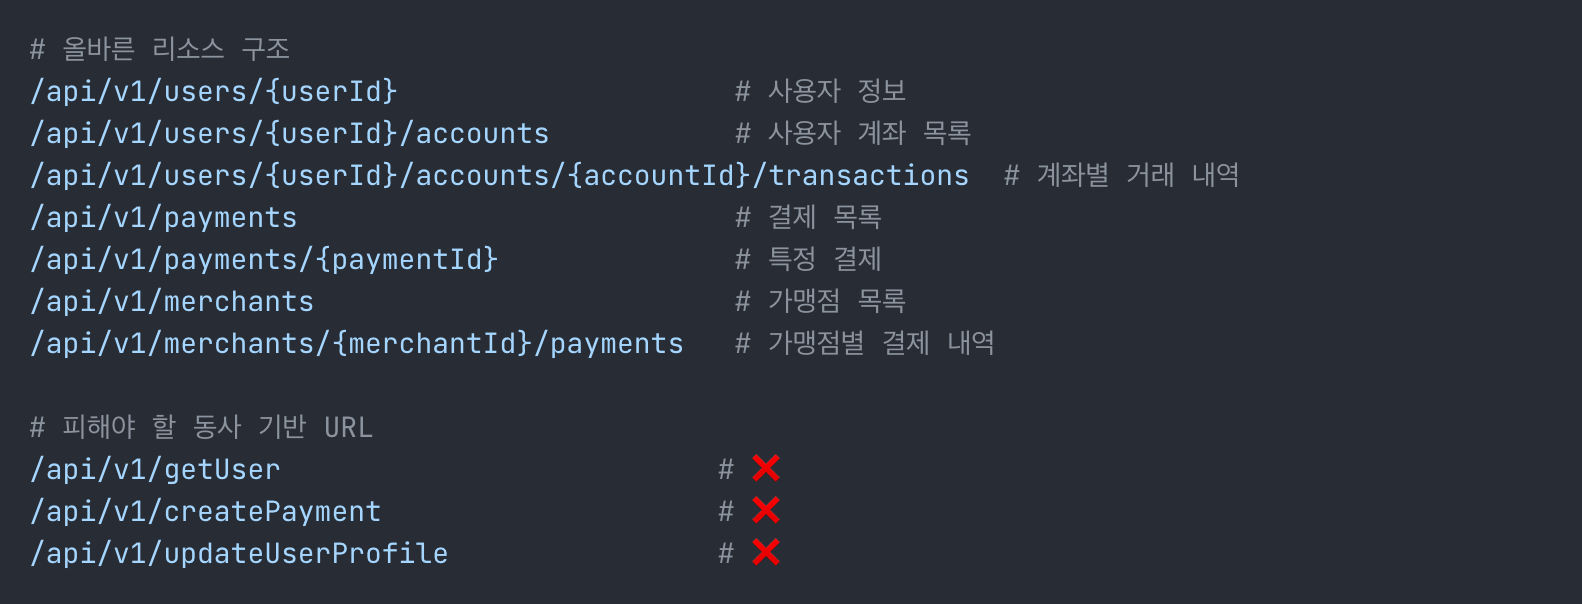 # 올바른 리소스 구조
/api/v1/users/{userId} # 사용자 정보
/api/v1/users/{userId}/accounts # 사용자 계좌 목록
/api/v1/users/{userId}/accounts/{accountId}/transactions # 계좌별 거래 내역
/api/v1/payments # 결제 목록
/api/v1/payments/{paymentId} # 특정 결제
/api/v1/merchants # 가맹점 목록
/api/v1/merchants/{merchantId}/payments # 가맹점별 결제 내역
# 피해야 할 동사 기반 URL
/api/v1/getUser # ❌
/api/v1/createPayment # ❌
/api/v1/updateUserProfile # ❌